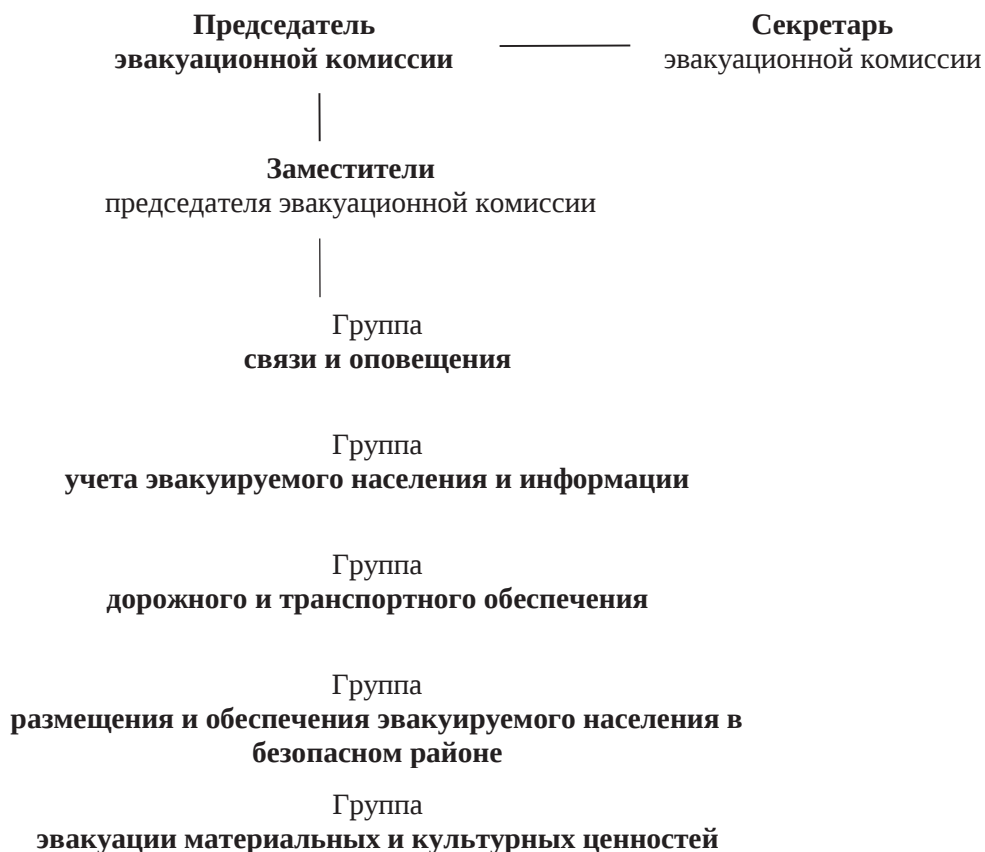 Председатель
эвакуационной комиссии
Секретарь
эвакуационной комиссии
Заместители
председателя эвакуационной комиссии
Группа
связи и оповещения
Группа
учета эвакуируемого населения и информации
Группа
дорожного и транспортного обеспечения
Группа
размещения и обеспечения эвакуируемого населения в
безопасном районе
Группа
эвакуации материальных и культурных ценностей